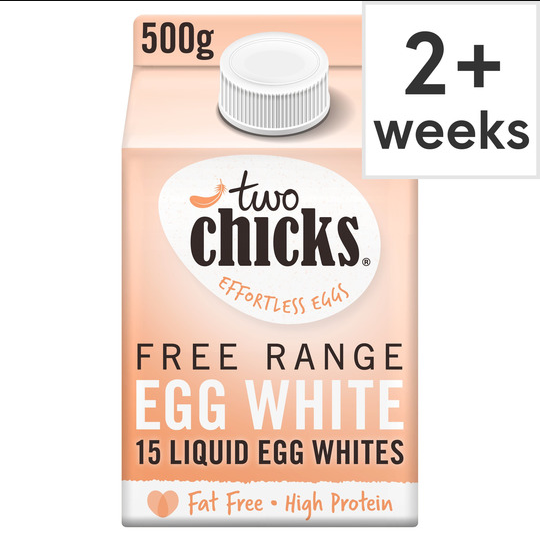 500g
2+
weeks
two
chicks®
EFFORTLESS EGGS
FREE RANGE
EGG WHITE
15 LIQUID EGG WHITES
Fat Free • High Protein